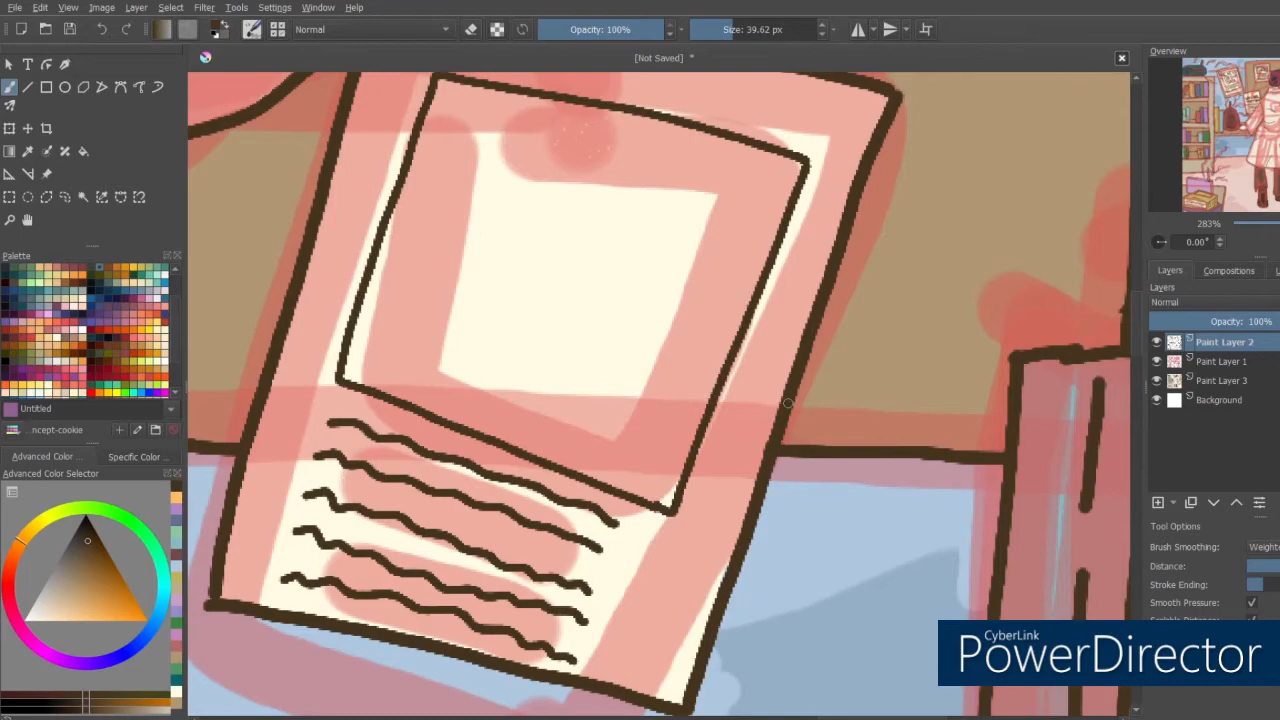 File Edit View Image Layer Select Filter Tools Settings Window Help
Normal Opacity: 100% Size: 39.62 px
[Not Saved] *
Overview
283%
0.00°
Layers Compositions
Layers
Normal
Opacity: 100%
Paint Layer 2
Paint Layer 1
Paint Layer 3
Background
Palette
Untitled
ncept-cookie
Advanced Color ... Specific Color ...
Advanced Color Selector
Tool Options
Brush Smoothing: Weight
Distance:
Stroke Ending:
Smooth Pressure:
CyberLink
PowerDirector